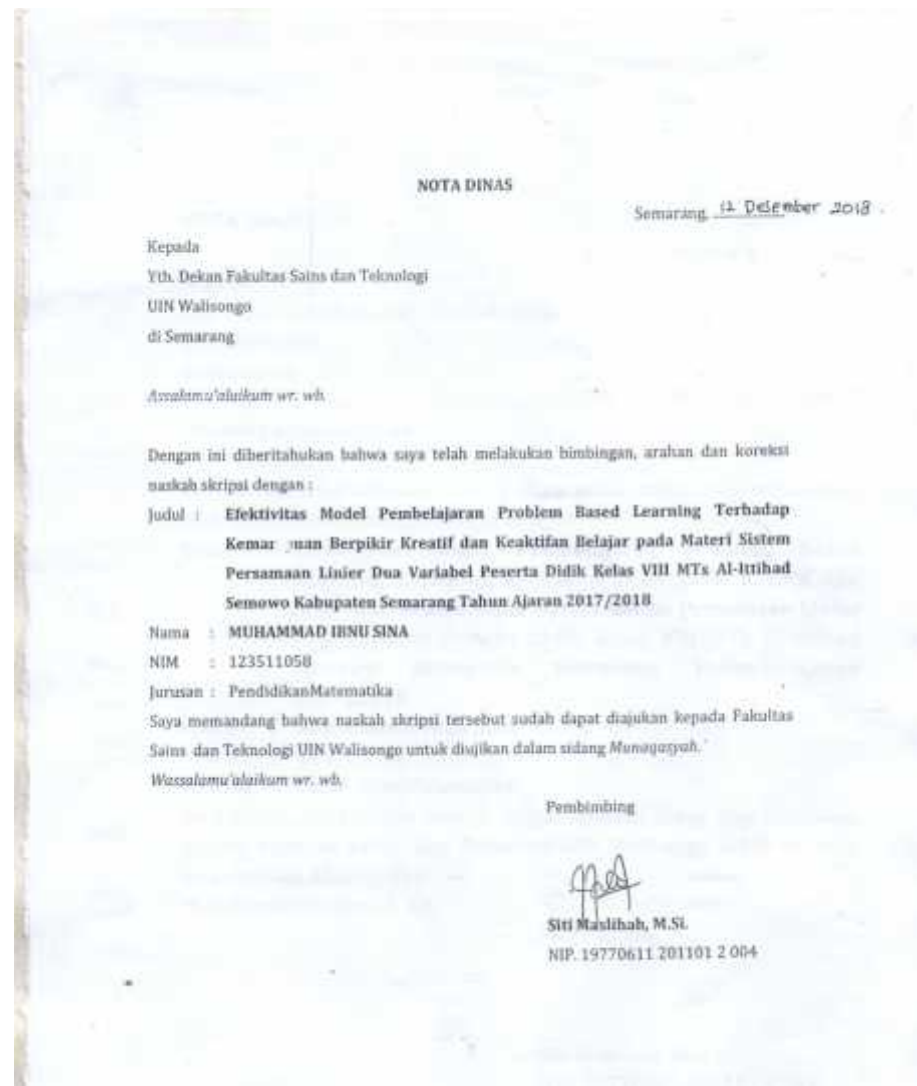 NOTA DINAS
Semarang, 12 Desember 2018.
Kepada
Yth. Dekan Fakultas Sains dan Teknologi
UIN Walisongo
di Semarang
Assalamu'alaikum wr. wb.
Dengan ini diberitahukan bahwa saya telah melakukan bimbingan, arahan dan koreksi
naskah skripsi dengan :
Judul : Efektivitas Model Pembelajaran Problem Based Learning Terhadap
Berpikir Kreatif dan Keaktifan Belajar pada Materi Sistem
Persamaan Linier Dua Variabel Peserta Didik Kelas VIII MTs Al-Ittihad
Semowo Kabupaten Semarang Tahun Ajaran 2017/2018
Nama : MUHAMMAD IBNU SINA
NIM : 123511058
Jurusan : PendidikanMatematika
Saya memandang bahwa naskah skripsi tersebut sudah dapat diajukan kepada Fakultas
Sains dan Teknologi UIN Walisongo untuk diujikan dalam sidang Munaqasyah.
Wassalamu'alaikum wr. wb.
Pembimbing
Siti Maslihah, M.Si.
NIP. 19770611 201101 2 004